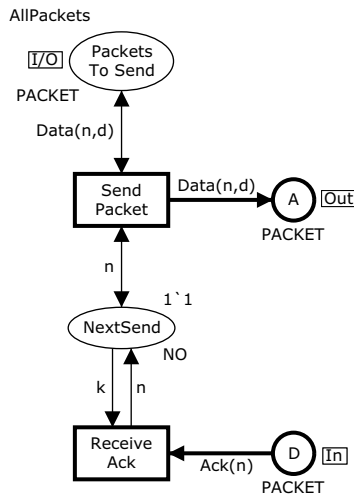 AllPackets
I/O
Packets
To Send
PACKET
Data(n,d)
Send
Packet
Data(n,d)
A
Out
PACKET
n
1`1
NextSend
NO
k
n
Receive
Ack
Ack(n)
D
In
PACKET